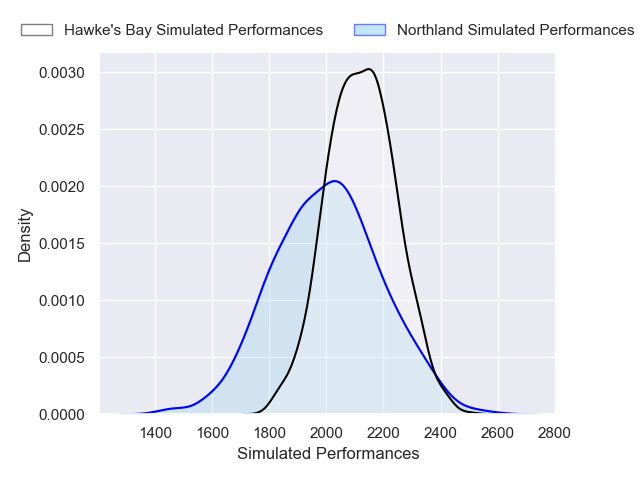 Hawke's Bay Simulated Performances
Northland Simulated Performances
0.0030
0.0025
0.0020
0.0015
0.0010
0.0005
0.0000
Density
1400 1600 1800 2000 2200 2400 2600 2800
Simulated Performances